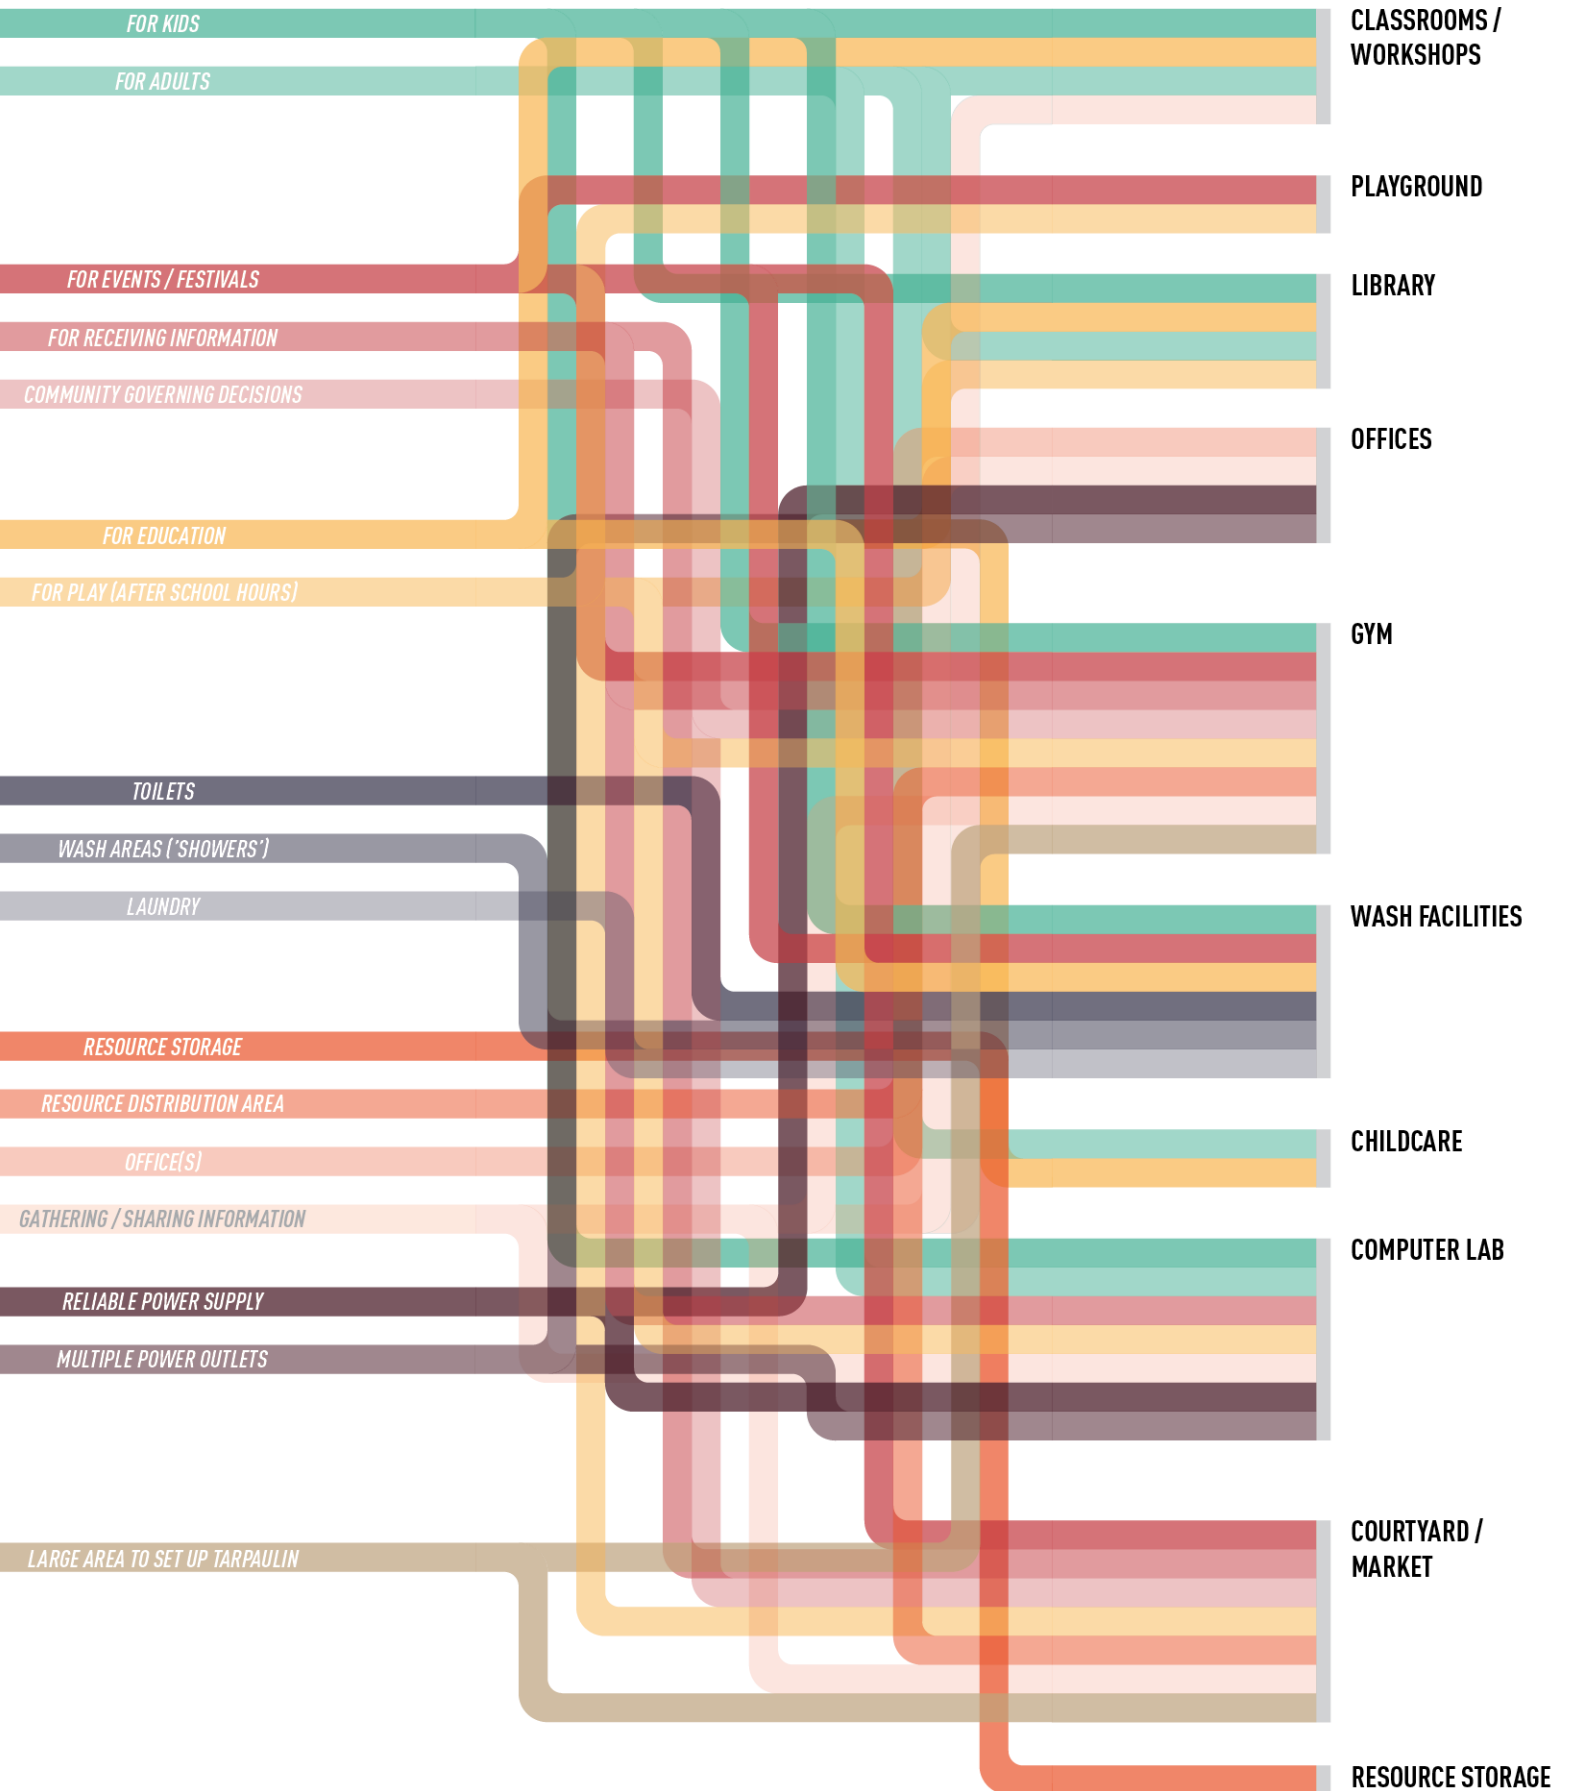 FOR KIDS
FOR ADULTS
FOR EVENTS / FESTIVALS
FOR RECEIVING INFORMATION
COMMUNITY GOVERNING DECISIONS
FOR EDUCATION
FOR PLAY (AFTER SCHOOL HOURS)
TOILETS
WASH AREAS ('SHOWERS')
LAUNDRY
RESOURCE STORAGE
RESOURCE DISTRIBUTION AREA
OFFICE(S)
GATHERING / SHARING INFORMATION
RELIABLE POWER SUPPLY
MULTIPLE POWER OUTLETS
LARGE AREA TO SET UP TARPAULIN
CLASSROOMS /
WORKSHOPS
PLAYGROUND
LIBRARY
OFFICES
GYM
WASH FACILITIES
CHILDCARE
COMPUTER LAB
COURTYARD /
MARKET
RESOURCE STORAGE